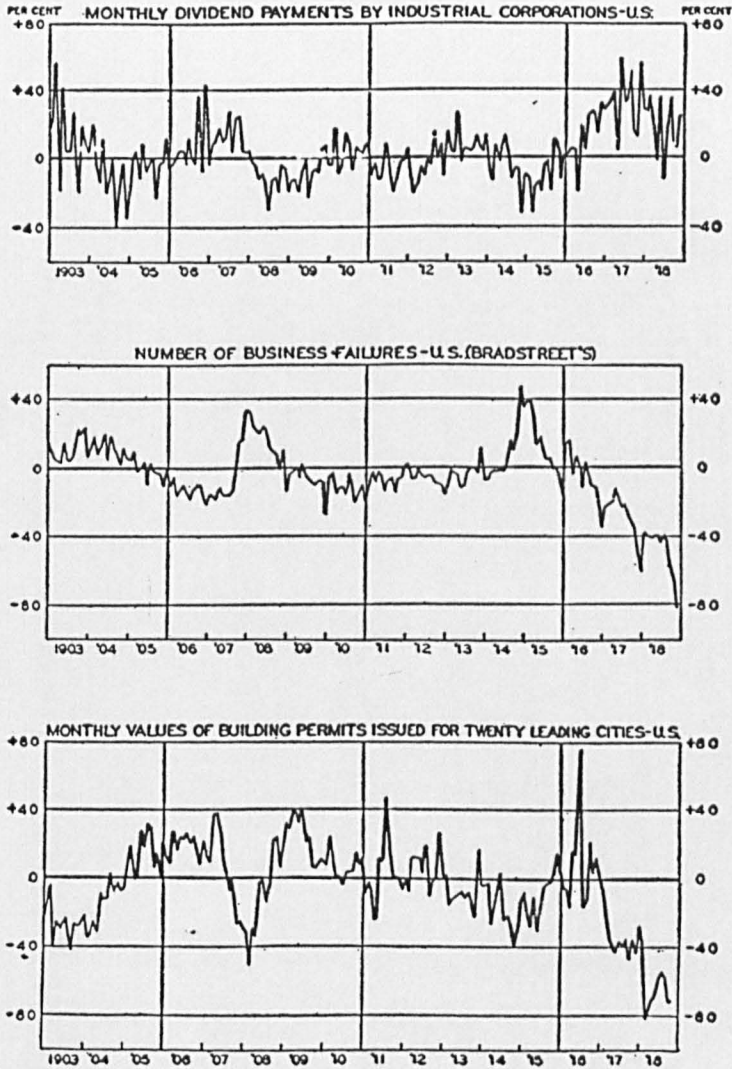 PER CENT MONTHLY DIVIDEND PAYMENTS BY INDUSTRIAL CORPORATIONS-U.S. PER CENT
+80 +80
+40 +40
0 0
-40 -40
1903 '04 '05 '06 '07 '08 '09 '10 '11 '12 '13 '14 '15 '16 '17 '18
NUMBER OF BUSINESS FAILURES-U.S.(BRADSTREET'S)
+40 +40
0 0
-40 -40
-80 -80
1903 '04 '05 '06 '07 '08 '09 '10 '11 '12 '13 '14 '15 '16 '17 '18
MONTHLY VALUES OF BUILDING PERMITS ISSUED FOR TWENTY LEADING CITIES-U.S.
+80 +80
+40 +40
0 0
-40 -40
-80 -80
1903 '04 '05 '06 '07 '08 '09 '10 '11 '12 '13 '14 '15 '16 '17 '18